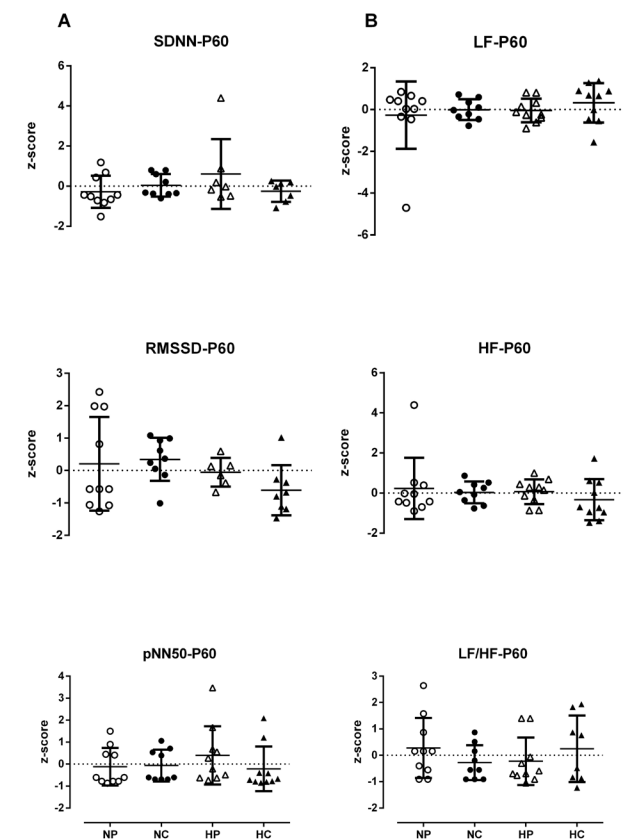 A
B
SDNN-P60
z-score
6
4
2
0
-2
LF-P60
z-score
2
0
-2
-4
-6
RMSSD-P60
z-score
3
2
1
0
-1
-2
HF-P60
z-score
6
4
2
0
-2
pNN50-P60
z-score
4
3
2
1
0
-1
-2
NP NC HP HC
LF/HF-P60
z-score
3
2
1
0
-1
-2
NP NC HP HC